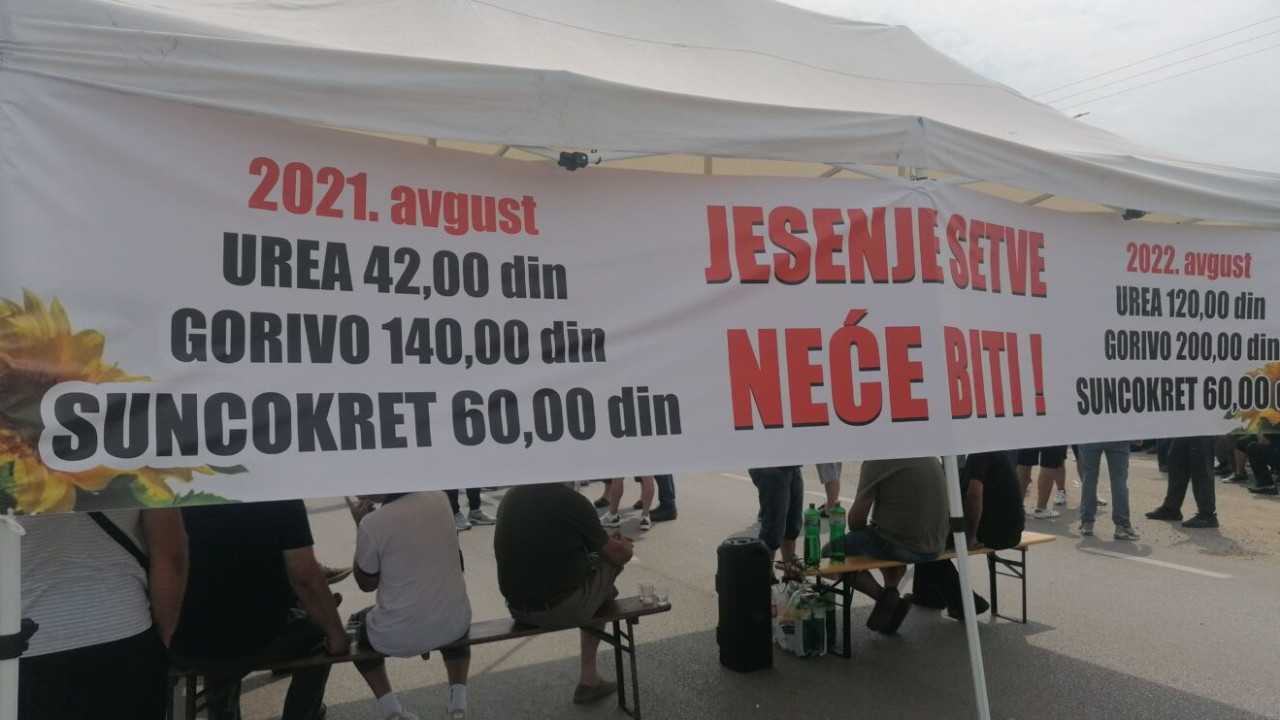 2021. avgust
UREA 42,00 din
GORIVO 140,00 din
SUNCOKRET 60,00 din
JESENJE SETVE
NEĆE BITI !
2022. avgust
UREA 120,00 din
GORIVO 200,00 din
SUNCOKRET 60,00